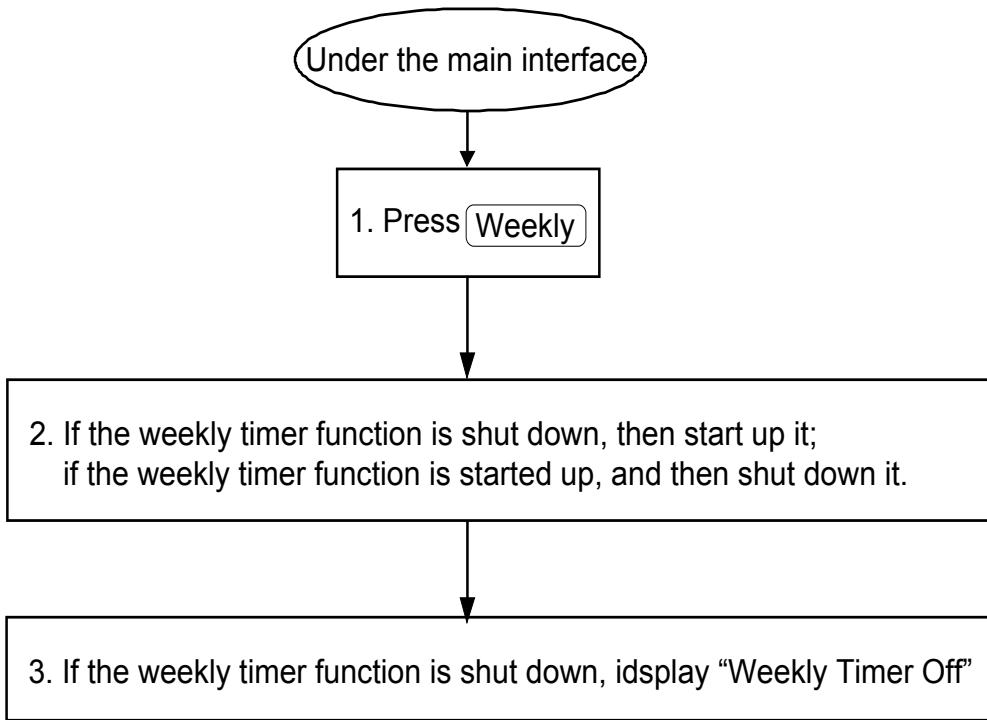 Under the main interface
1. Press Weekly
2. If the weekly timer function is shut down, then start up it;
if the weekly timer function is started up, and then shut down it.
3. If the weekly timer function is shut down, idsplay “Weekly Timer Off”